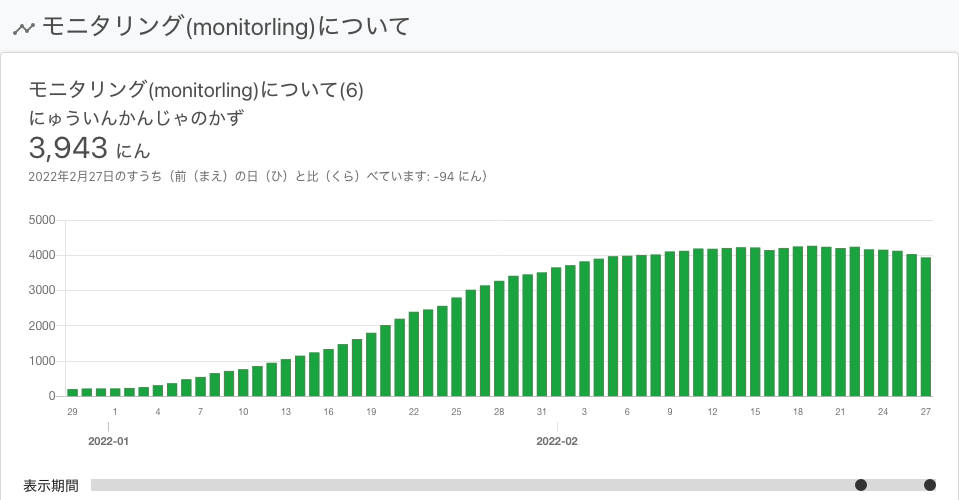 モニタリング(monitorling)について
モニタリング(monitorling)について(6)
にゅういんかんじゃのかず
3,943 にん
2022年2月27日のすうち（前（まえ）の日（ひ）と比（くら）べています: -94 にん）
5000
4000
3000
2000
1000
0
29 1 4 7 10 13 16 19 22 25 28 31 3 6 9 12 15 18 21 24 27
2022-01 2022-02
表示期間